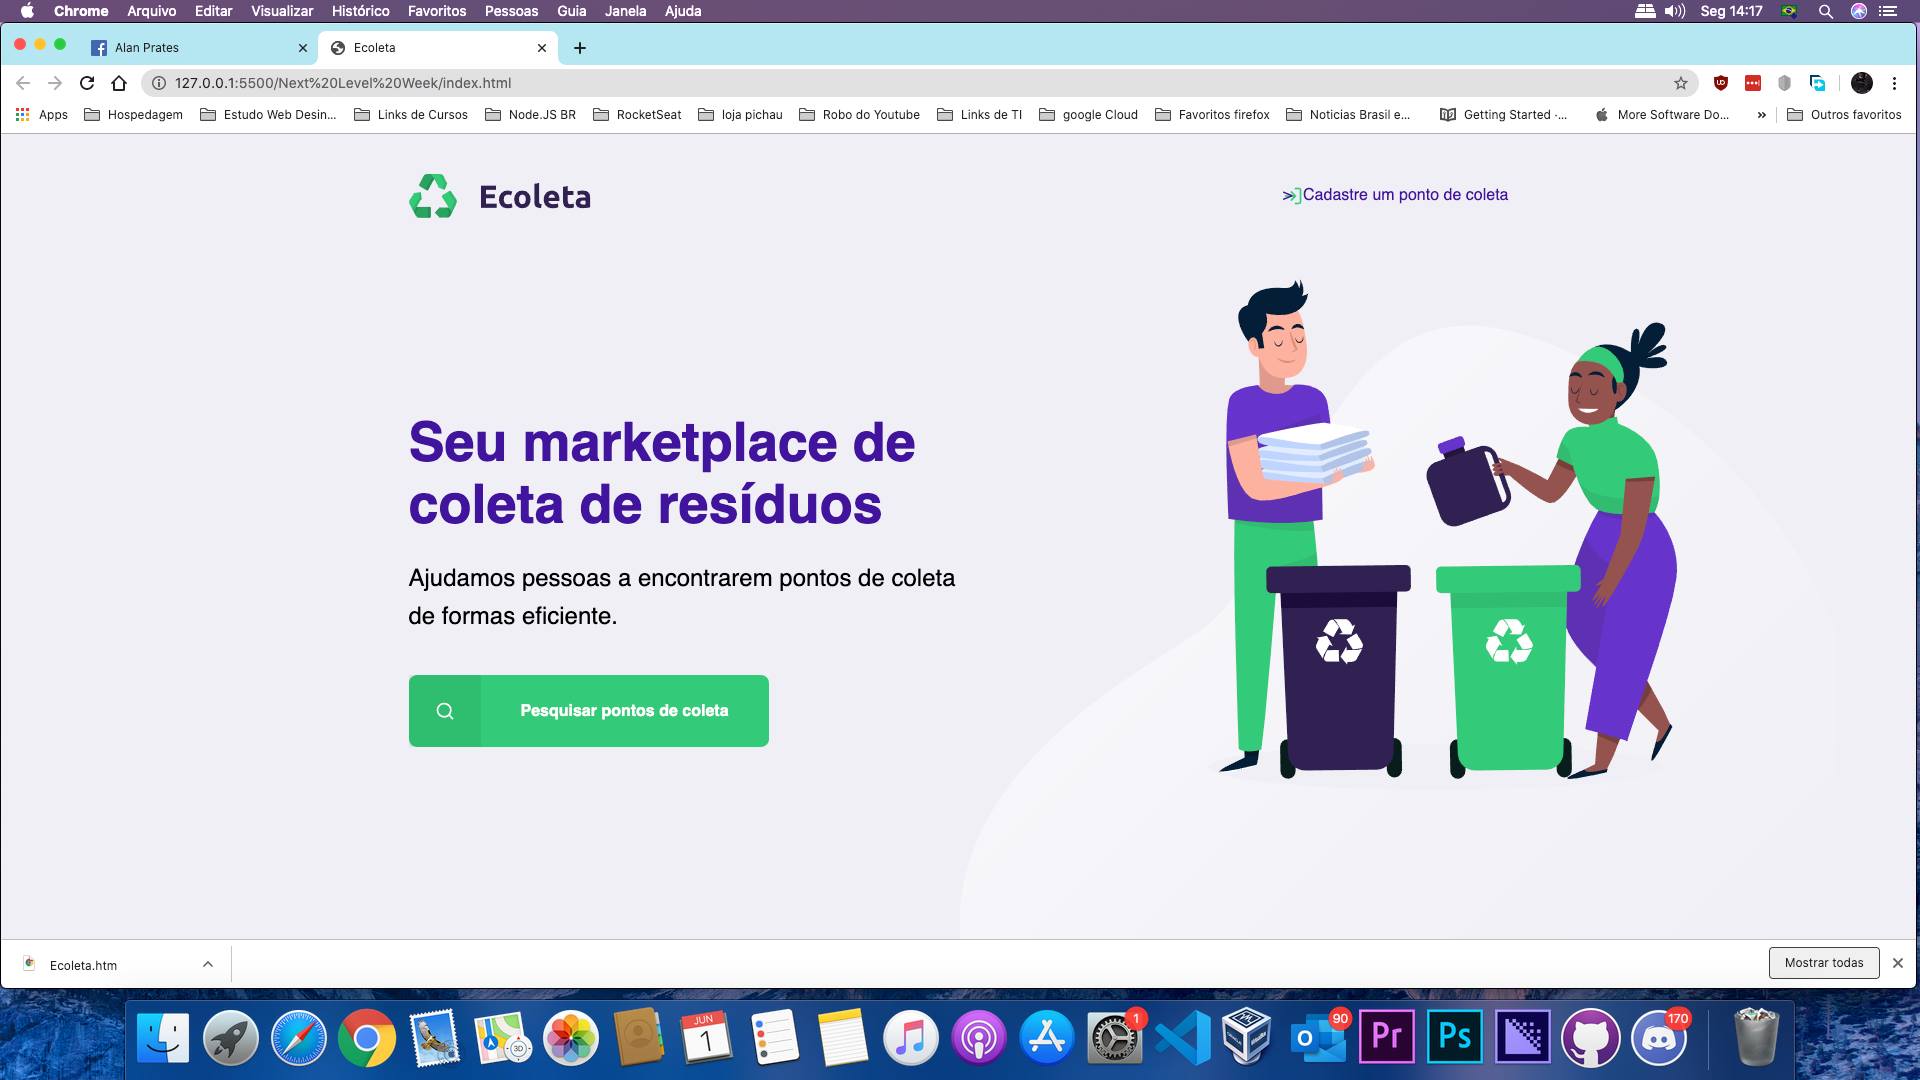 Chrome Arquivo Editar Visualizar Histórico Favoritos Pessoas Guia Janela Ajuda Seg 14:17
Alan Prates
Ecoleta
127.0.0.1:5500/Next%20Level%20Week/index.html
Apps Hospedagem Estudo Web Desin... Links de Cursos Node.JS BR RocketSeat loja pichau Robo do Youtube Links de TI google Cloud Favoritos firefox Noticias Brasil e... Getting Started -... More Software Do... » Outros favoritos
Ecoleta
>Cadastre um ponto de coleta
Seu marketplace de
coleta de resíduos
Ajudamos pessoas a encontrarem pontos de coleta
de formas eficiente.
Pesquisar pontos de coleta
Ecoleta.htm
Mostrar todas
3D
JUN
1
1
90
Pr
Ps
170